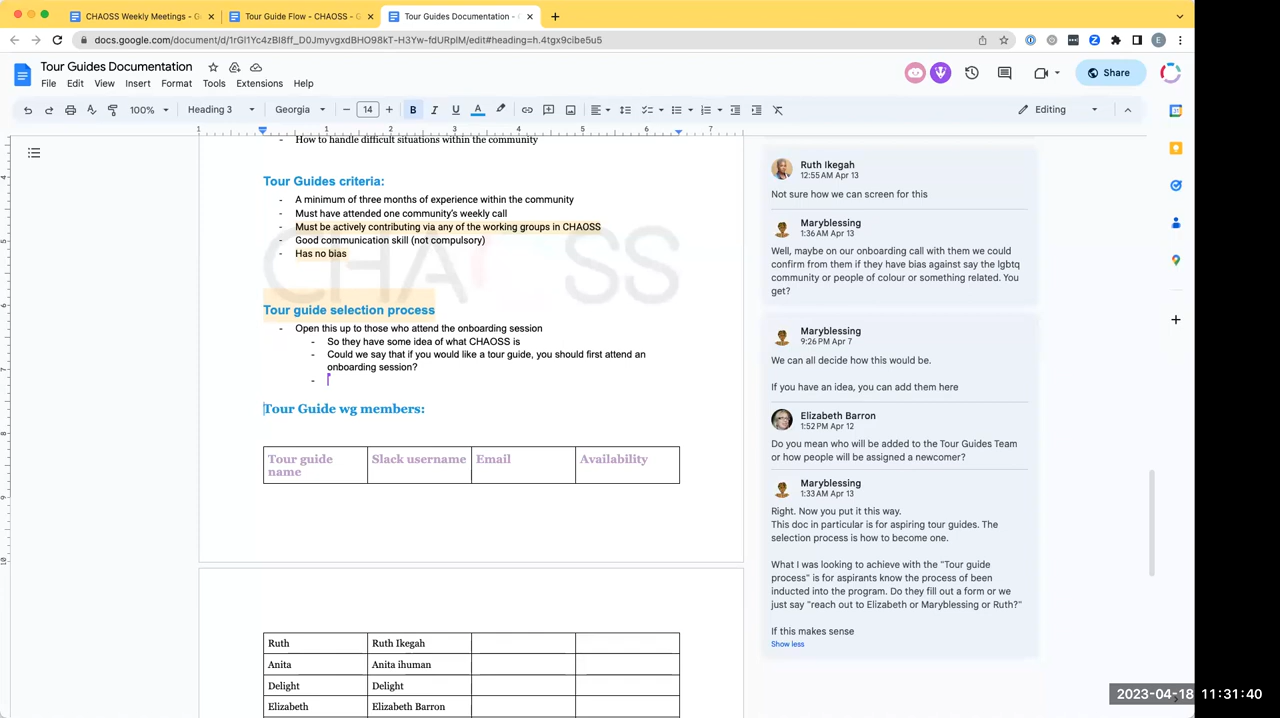 CHAOSS Weekly Meetings - G
Tour Guide Flow - CHAOSS - G
Tour Guides Documentation -
docs.google.com/document/d/1rGl1Yc4zBI8ff_D0JmyvgxdBHO98kT-H3Yw-fdURpIM/edit#heading=h.4tgx9cibe5u5
Tour Guides Documentation
File Edit View Insert Format Tools Extensions Help
Share
100% Heading 3 Georgia 14 B I U A Editing
1 1 2 3 4 5 6 7
- How to handle difficult situations within the community
Tour Guides criteria:
- A minimum of three months of experience within the community
- Must have attended one community's weekly call
- Must be actively contributing via any of the working groups in CHAOSS
- Good communication skill (not compulsory)
- Has no bias
CHAOSS
Tour guide selection process
- Open this up to those who attend the onboarding session
- So they have some idea of what CHAOSS is
- Could we say that if you would like a tour guide, you should first attend an
onboarding session?
-
Tour Guide wg members:
Tour guide name Slack username Email Availability
Ruth Ruth Ikegah
Anita Anita ihuman
Delight Delight
Elizabeth Elizabeth Barron
Ruth Ikegah
12:55 AM Apr 13
Not sure how we can screen for this
Maryblessing
1:36 AM Apr 13
Well, maybe on our onboarding call with them we could
confirm from them if they have bias against say the lgbtq
community or people of colour or something related. You
get?
Maryblessing
9:26 PM Apr 7
We can all decide how this would be.
If you have an idea, you can add them here
Elizabeth Barron
1:52 PM Apr 12
Do you mean who will be added to the Tour Guides Team
or how people will be assigned a newcomer?
Maryblessing
1:33 AM Apr 13
Right. Now you put it this way.
This doc in particular is for aspiring tour guides. The
selection process is how to become one.
What I was looking to achieve with the "Tour guide
process" is for aspirants know the process of been
inducted into the program. Do they fill out a form or we
just say "reach out to Elizabeth or Maryblessing or Ruth?"
If this makes sense
Show less
2023-04-18 11:31:40